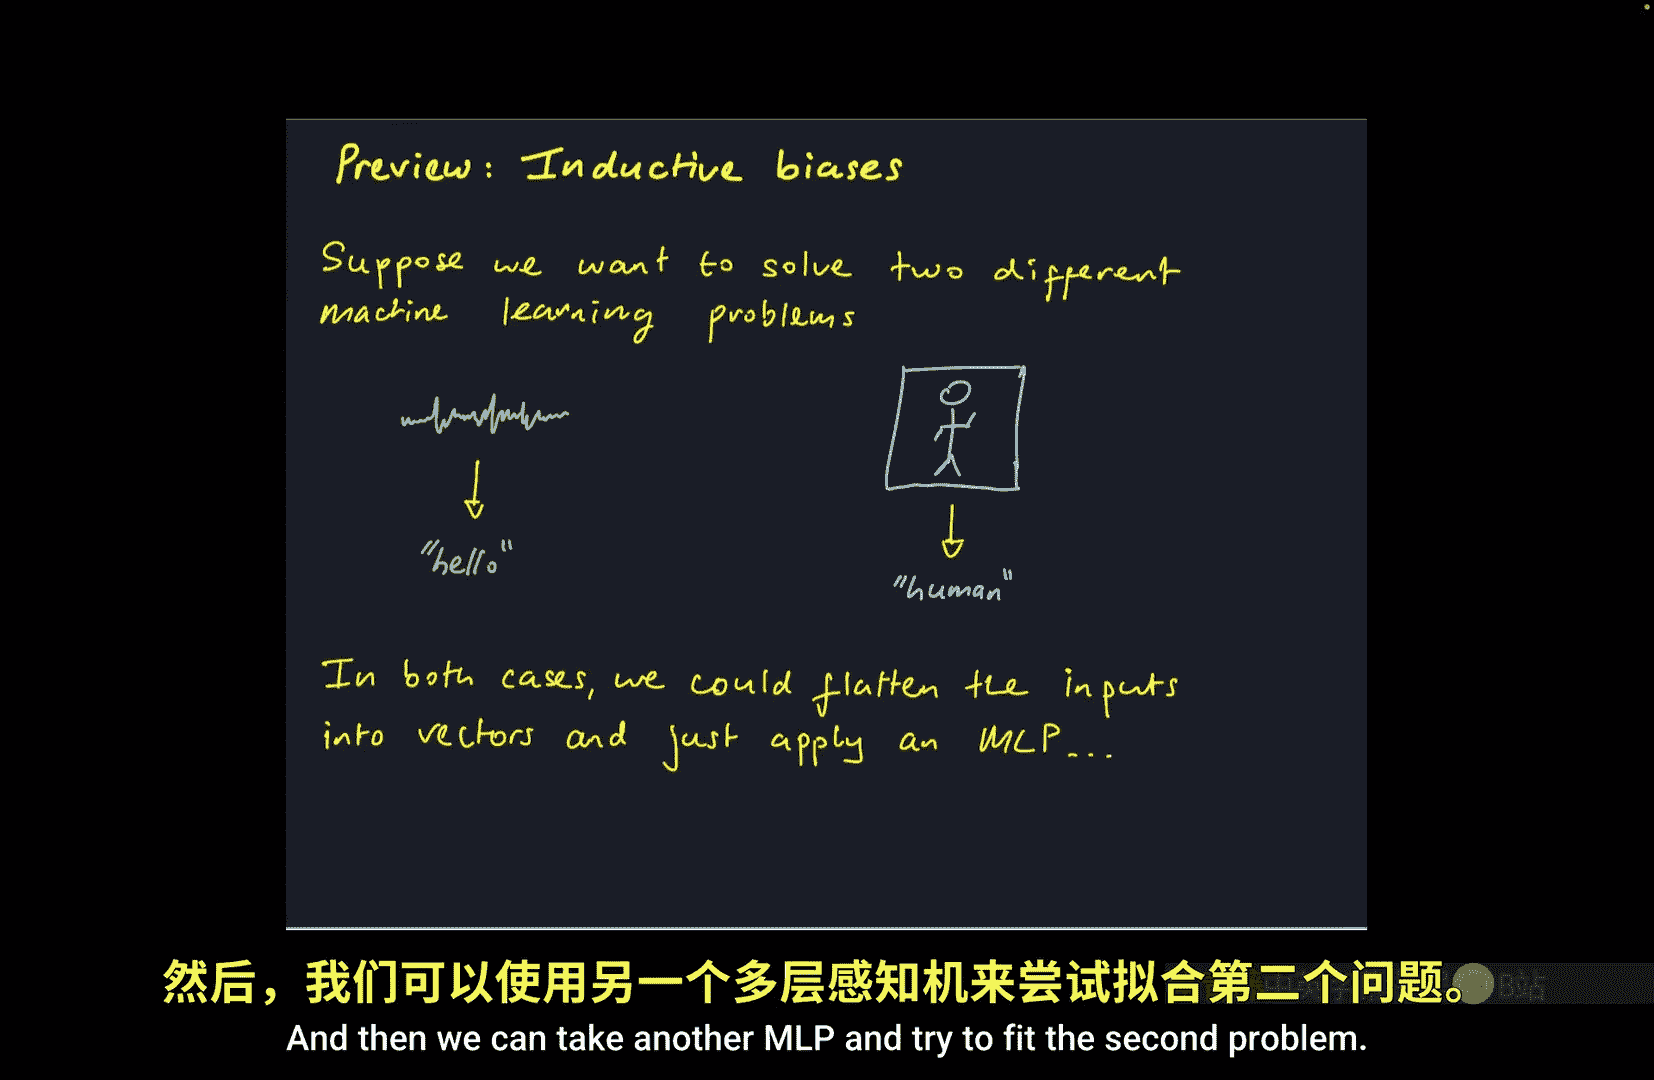 Preview: Inductive biases
Suppose we want to solve two different
machine learning problems
"hello"
"human"
In both cases, we could flatten the inputs
into vectors and just apply an MLP...
然后，我们可以使用另一个多层感知机来尝试拟合第二个问题。
B站
And then we can take another MLP and try to fit the second problem.